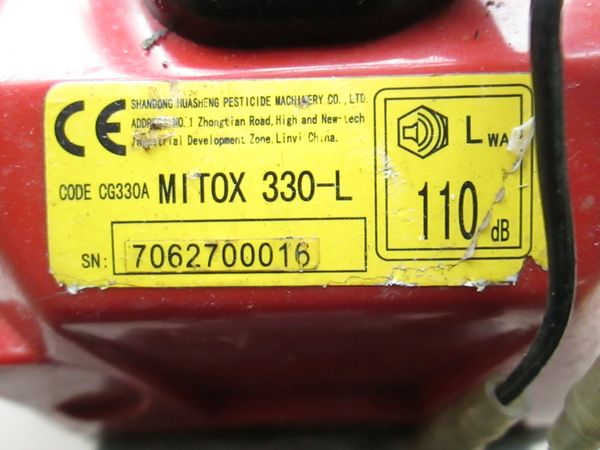 CE
SHANDONG HUASHENG PESTICIDE MACHINERY CO., LTD.
ADDRESS:NO.1 Zhongtian Road, High and New-tech
Industrial Development Zone. Linyi China.
CODE CG330A MITOX 330-L
SN: 7062700016
LWA
110 dB